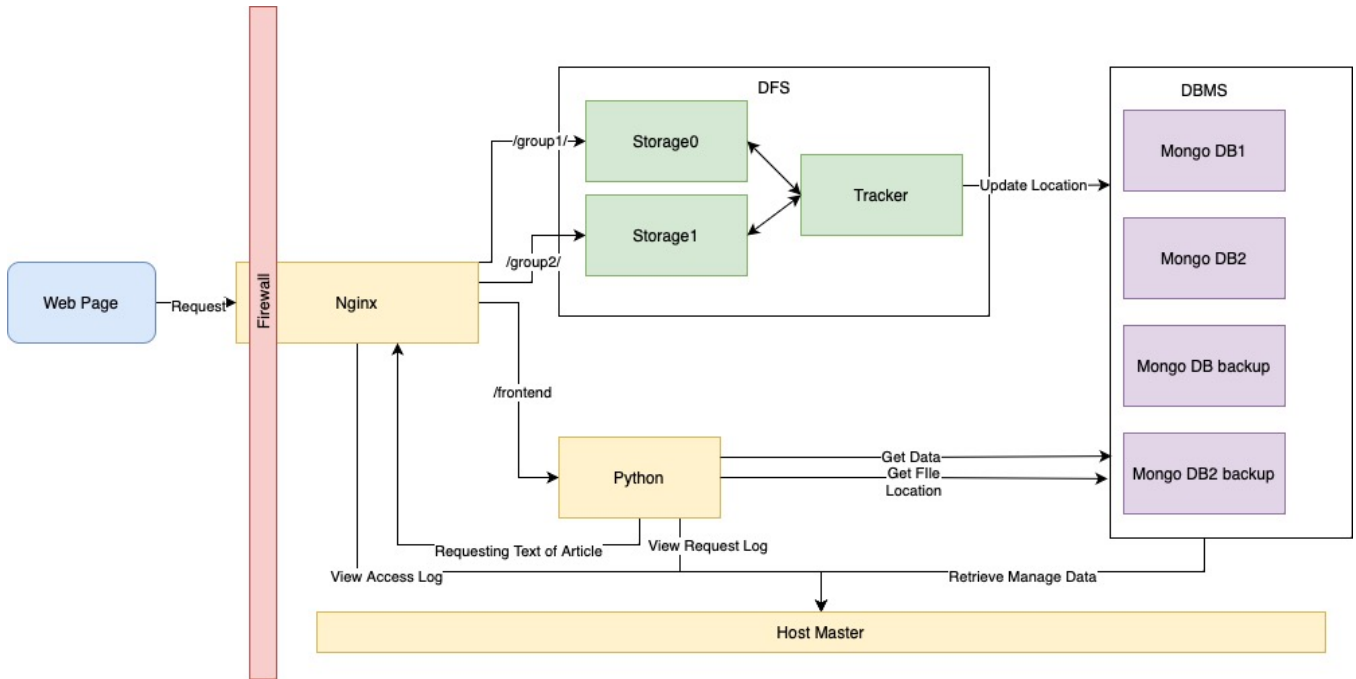 DFS
DBMS
/group1/
Storage0
Mongo DB1
Tracker
Update Location
Storage1
Mongo DB2
/group2/
Web Page
Request
Firewall
Nginx
Mongo DB backup
/frontend
Python
Get Data
Get FIle
Location
Mongo DB2 backup
Requesting Text of Article
View Request Log
View Access Log
Retrieve Manage Data
Host Master